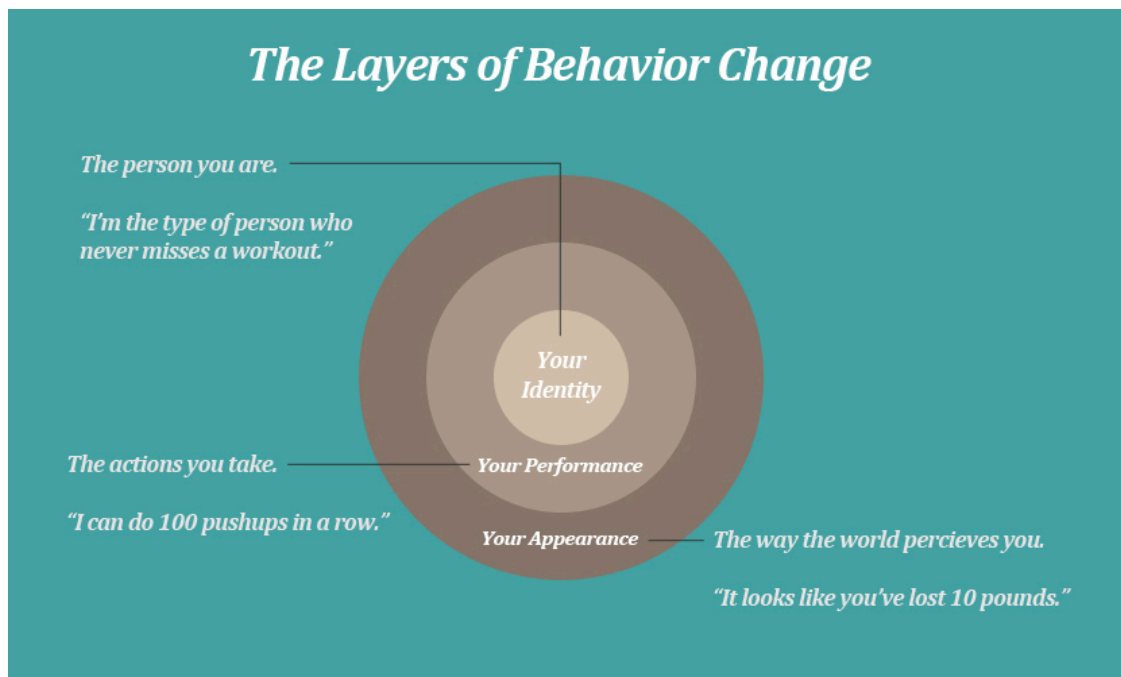 The Layers of Behavior Change
The person you are.
“I’m the type of person who
never misses a workout.”
Your
Identity
The actions you take.
Your Performance
“I can do 100 pushups in a row.”
Your Appearance
The way the world percieves you.
“It looks like you’ve lost 10 pounds.”